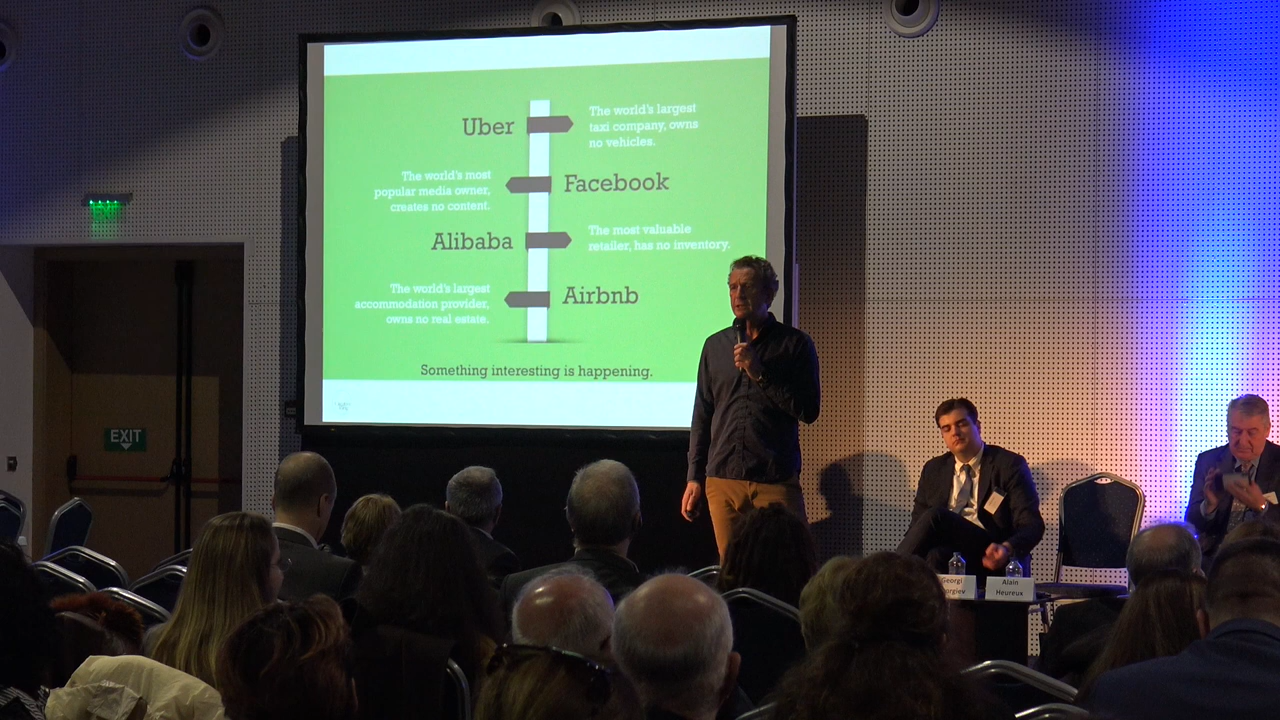 Uber
The world's largest
taxi company, owns
no vehicles.
The world's most
popular media owner,
creates no content.
Facebook
Alibaba
The most valuable
retailer, has no inventory.
The world's largest
accommodation provider,
owns no real estate.
Airbnb
Something interesting is happening.
EXIT
EXIT
Georgi
Alain
Heureux